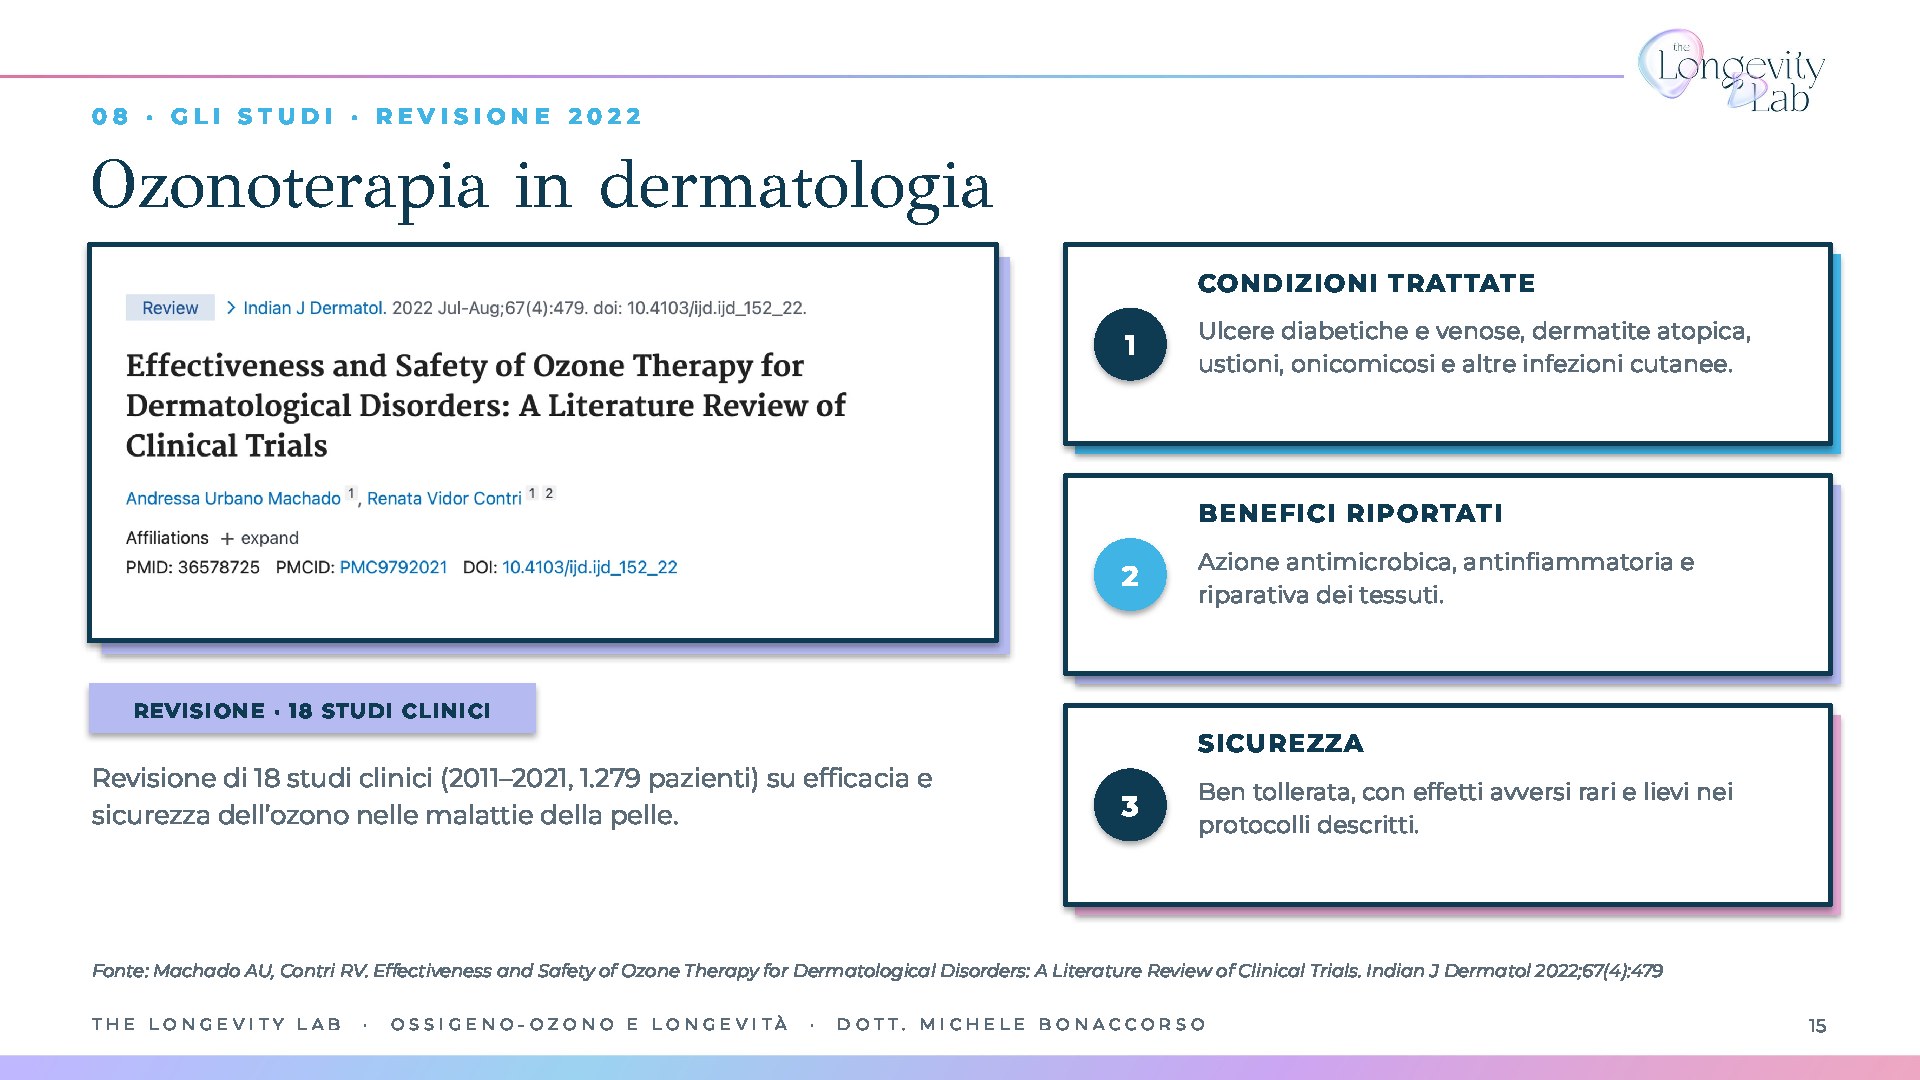 the
Longevity
Lab
08 · GLI STUDI · REVISIONE 2022
Ozonoterapia in dermatologia
Review > Indian J Dermatol. 2022 Jul-Aug;67(4):479. doi: 10.4103/ijd.ijd_152_22.
Effectiveness and Safety of Ozone Therapy for
Dermatological Disorders: A Literature Review of
Clinical Trials
Andressa Urbano Machado 1, Renata Vidor Contri 1 2
Affiliations + expand
PMID: 36578725 PMCID: PMC9792021 DOI: 10.4103/ijd.ijd_152_22
REVISIONE · 18 STUDI CLINICI
Revisione di 18 studi clinici (2011–2021, 1.279 pazienti) su efficacia e
sicurezza dell’ozono nelle malattie della pelle.
1
CONDIZIONI TRATTATE
Ulcere diabetiche e venose, dermatite atopica,
ustioni, onicomicosi e altre infezioni cutanee.
2
BENEFICI RIPORTATI
Azione antimicrobica, antinfiammatoria e
riparativa dei tessuti.
3
SICUREZZA
Ben tollerata, con effetti avversi rari e lievi nei
protocolli descritti.
Fonte: Machado AU, Contri RV. Effectiveness and Safety of Ozone Therapy for Dermatological Disorders: A Literature Review of Clinical Trials. Indian J Dermatol 2022;67(4):479
THE LONGEVITY LAB · OSSIGENO-OZONO E LONGEVITÀ · DOTT. MICHELE BONACCORSO
15